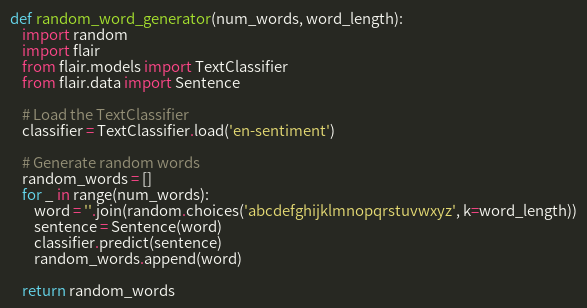 def random_word_generator(num_words, word_length):
    import random
    import flair
    from flair.models import TextClassifier
    from flair.data import Sentence

    # Load the TextClassifier
    classifier = TextClassifier.load('en-sentiment')

    # Generate random words
    random_words = []
    for _ in range(num_words):
        word = ''.join(random.choices('abcdefghijklmnopqrstuvwxyz', k=word_length))
        sentence = Sentence(word)
        classifier.predict(sentence)
        random_words.append(word)

    return random_words